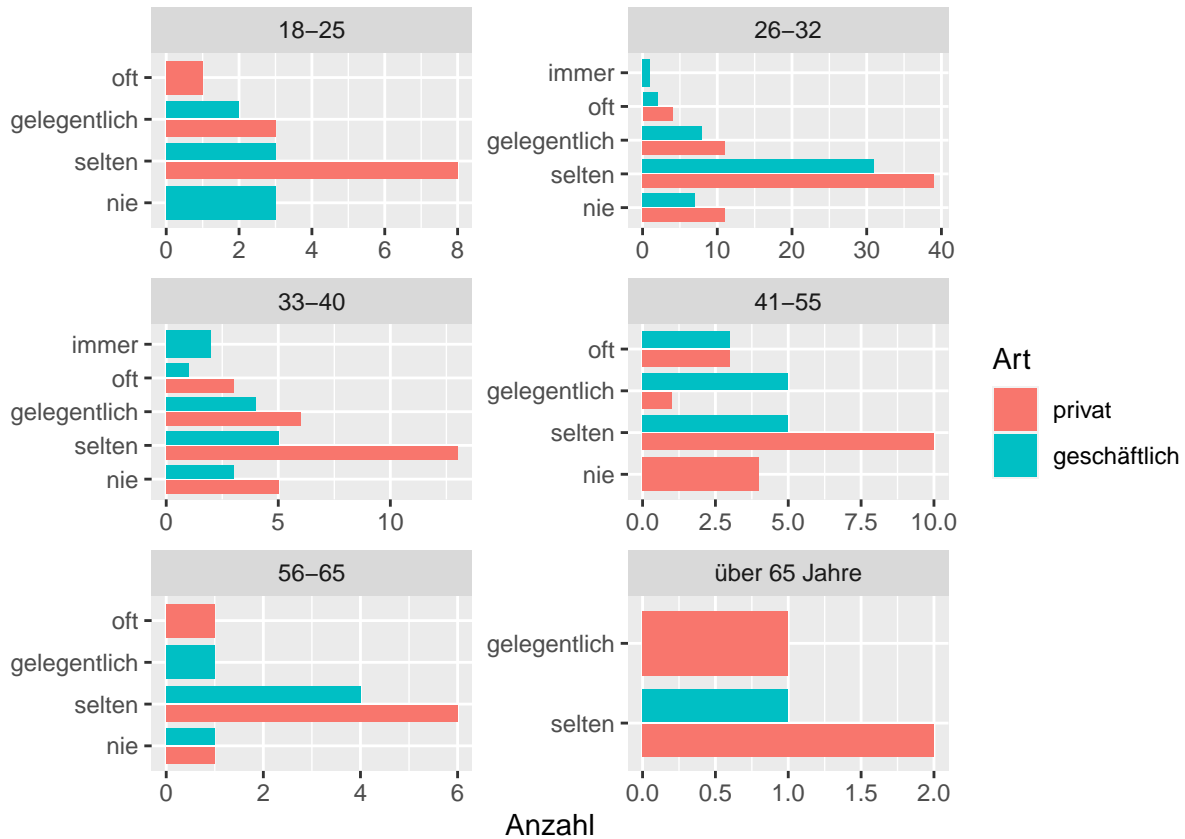 18−25
oft
gelegentlich
selten
nie
0 2 4 6 8
26−32
immer
oft
gelegentlich
selten
nie
0 10 20 30 40
33−40
immer
oft
gelegentlich
selten
nie
0 5 10
41−55
oft
gelegentlich
selten
nie
0.0 2.5 5.0 7.5 10.0
56−65
oft
gelegentlich
selten
nie
0 2 4 6
über 65 Jahre
gelegentlich
selten
0.0 0.5 1.0 1.5 2.0
Anzahl
Art
privat
geschäftlich